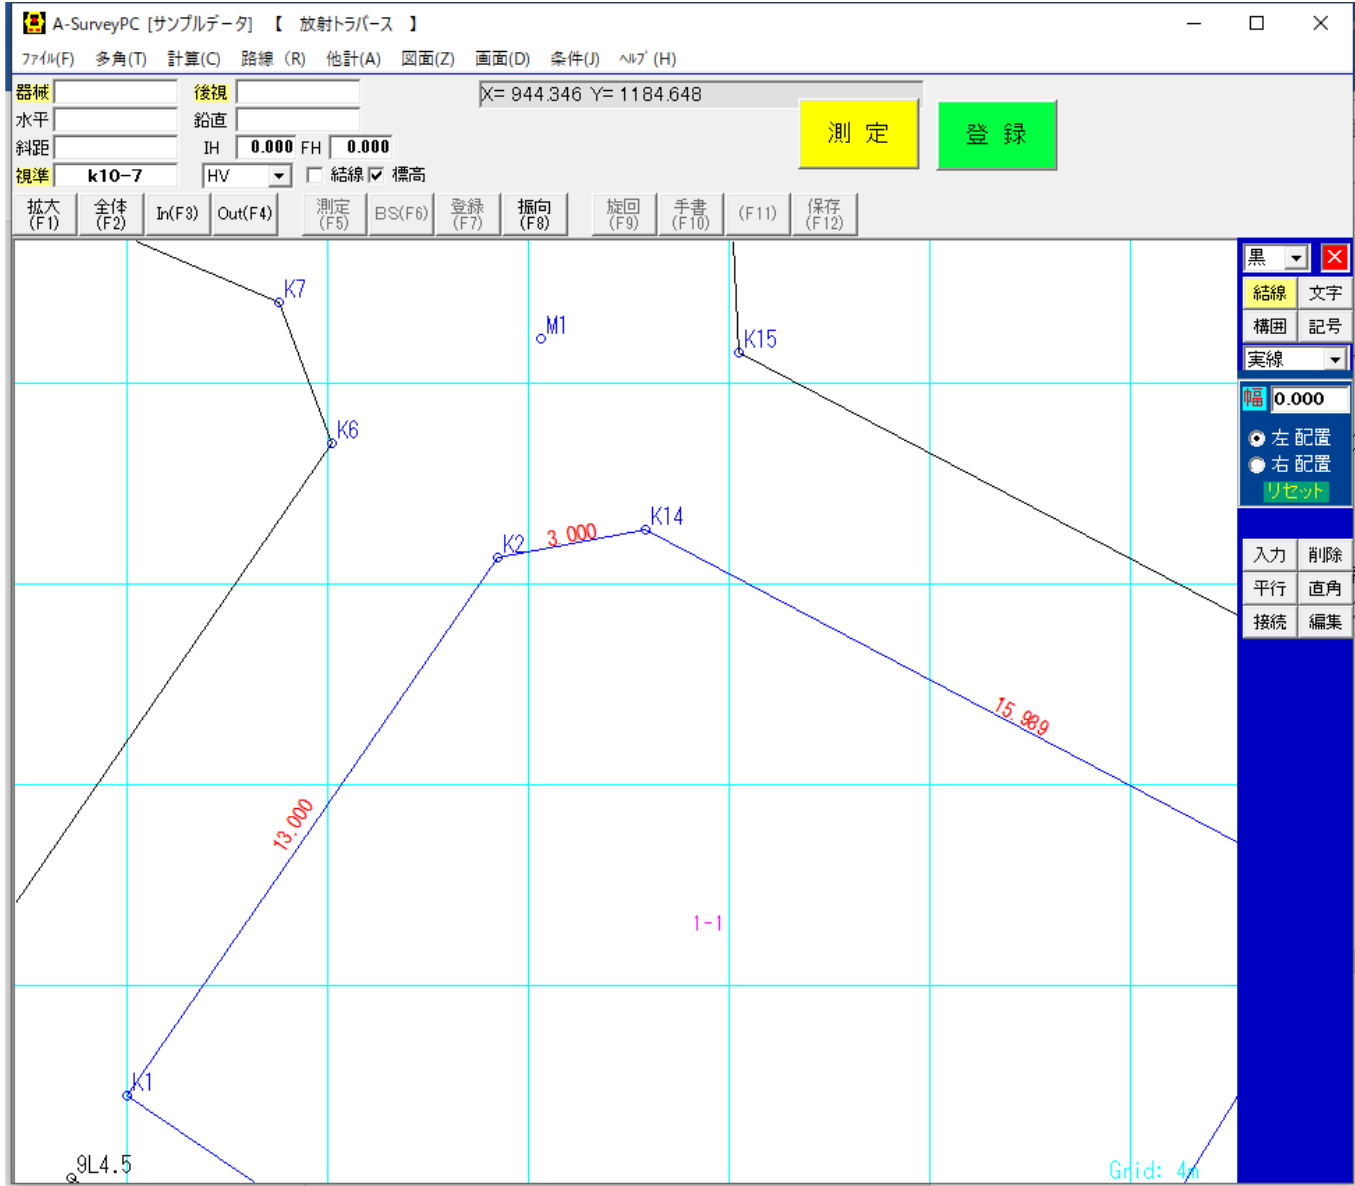 A-SurveyPC [サンプルデータ] 【 放射トラバース 】
ファイル(F) 多角(T) 計算(C) 路線 (R) 他計(A) 図面(Z) 画面(D) 条件(J) ヘルプ(H)
器械 後視 X= 944.346 Y= 1184.648
水平 鉛直 測 定 登 録
斜距 IH 0.000 FH 0.000
視準 k10-7 HV 結線 標高
拡大(F1) 全体(F2) In(F3) Out(F4) 測定(F5) BS(F6) 登録(F7) 振向(F8) 旋回(F9) 手書(F10) (F11) 保存(F12)
黒
結線 文字
構囲 記号
実線
幅 0.000
左 配置
右 配置
リセット
入力 削除
平行 直角
接続 編集
K7
M1
K15
K6
K14
K2 3.000
15.989
13.000
1-1
K1
9L4.5
Grid: 4m